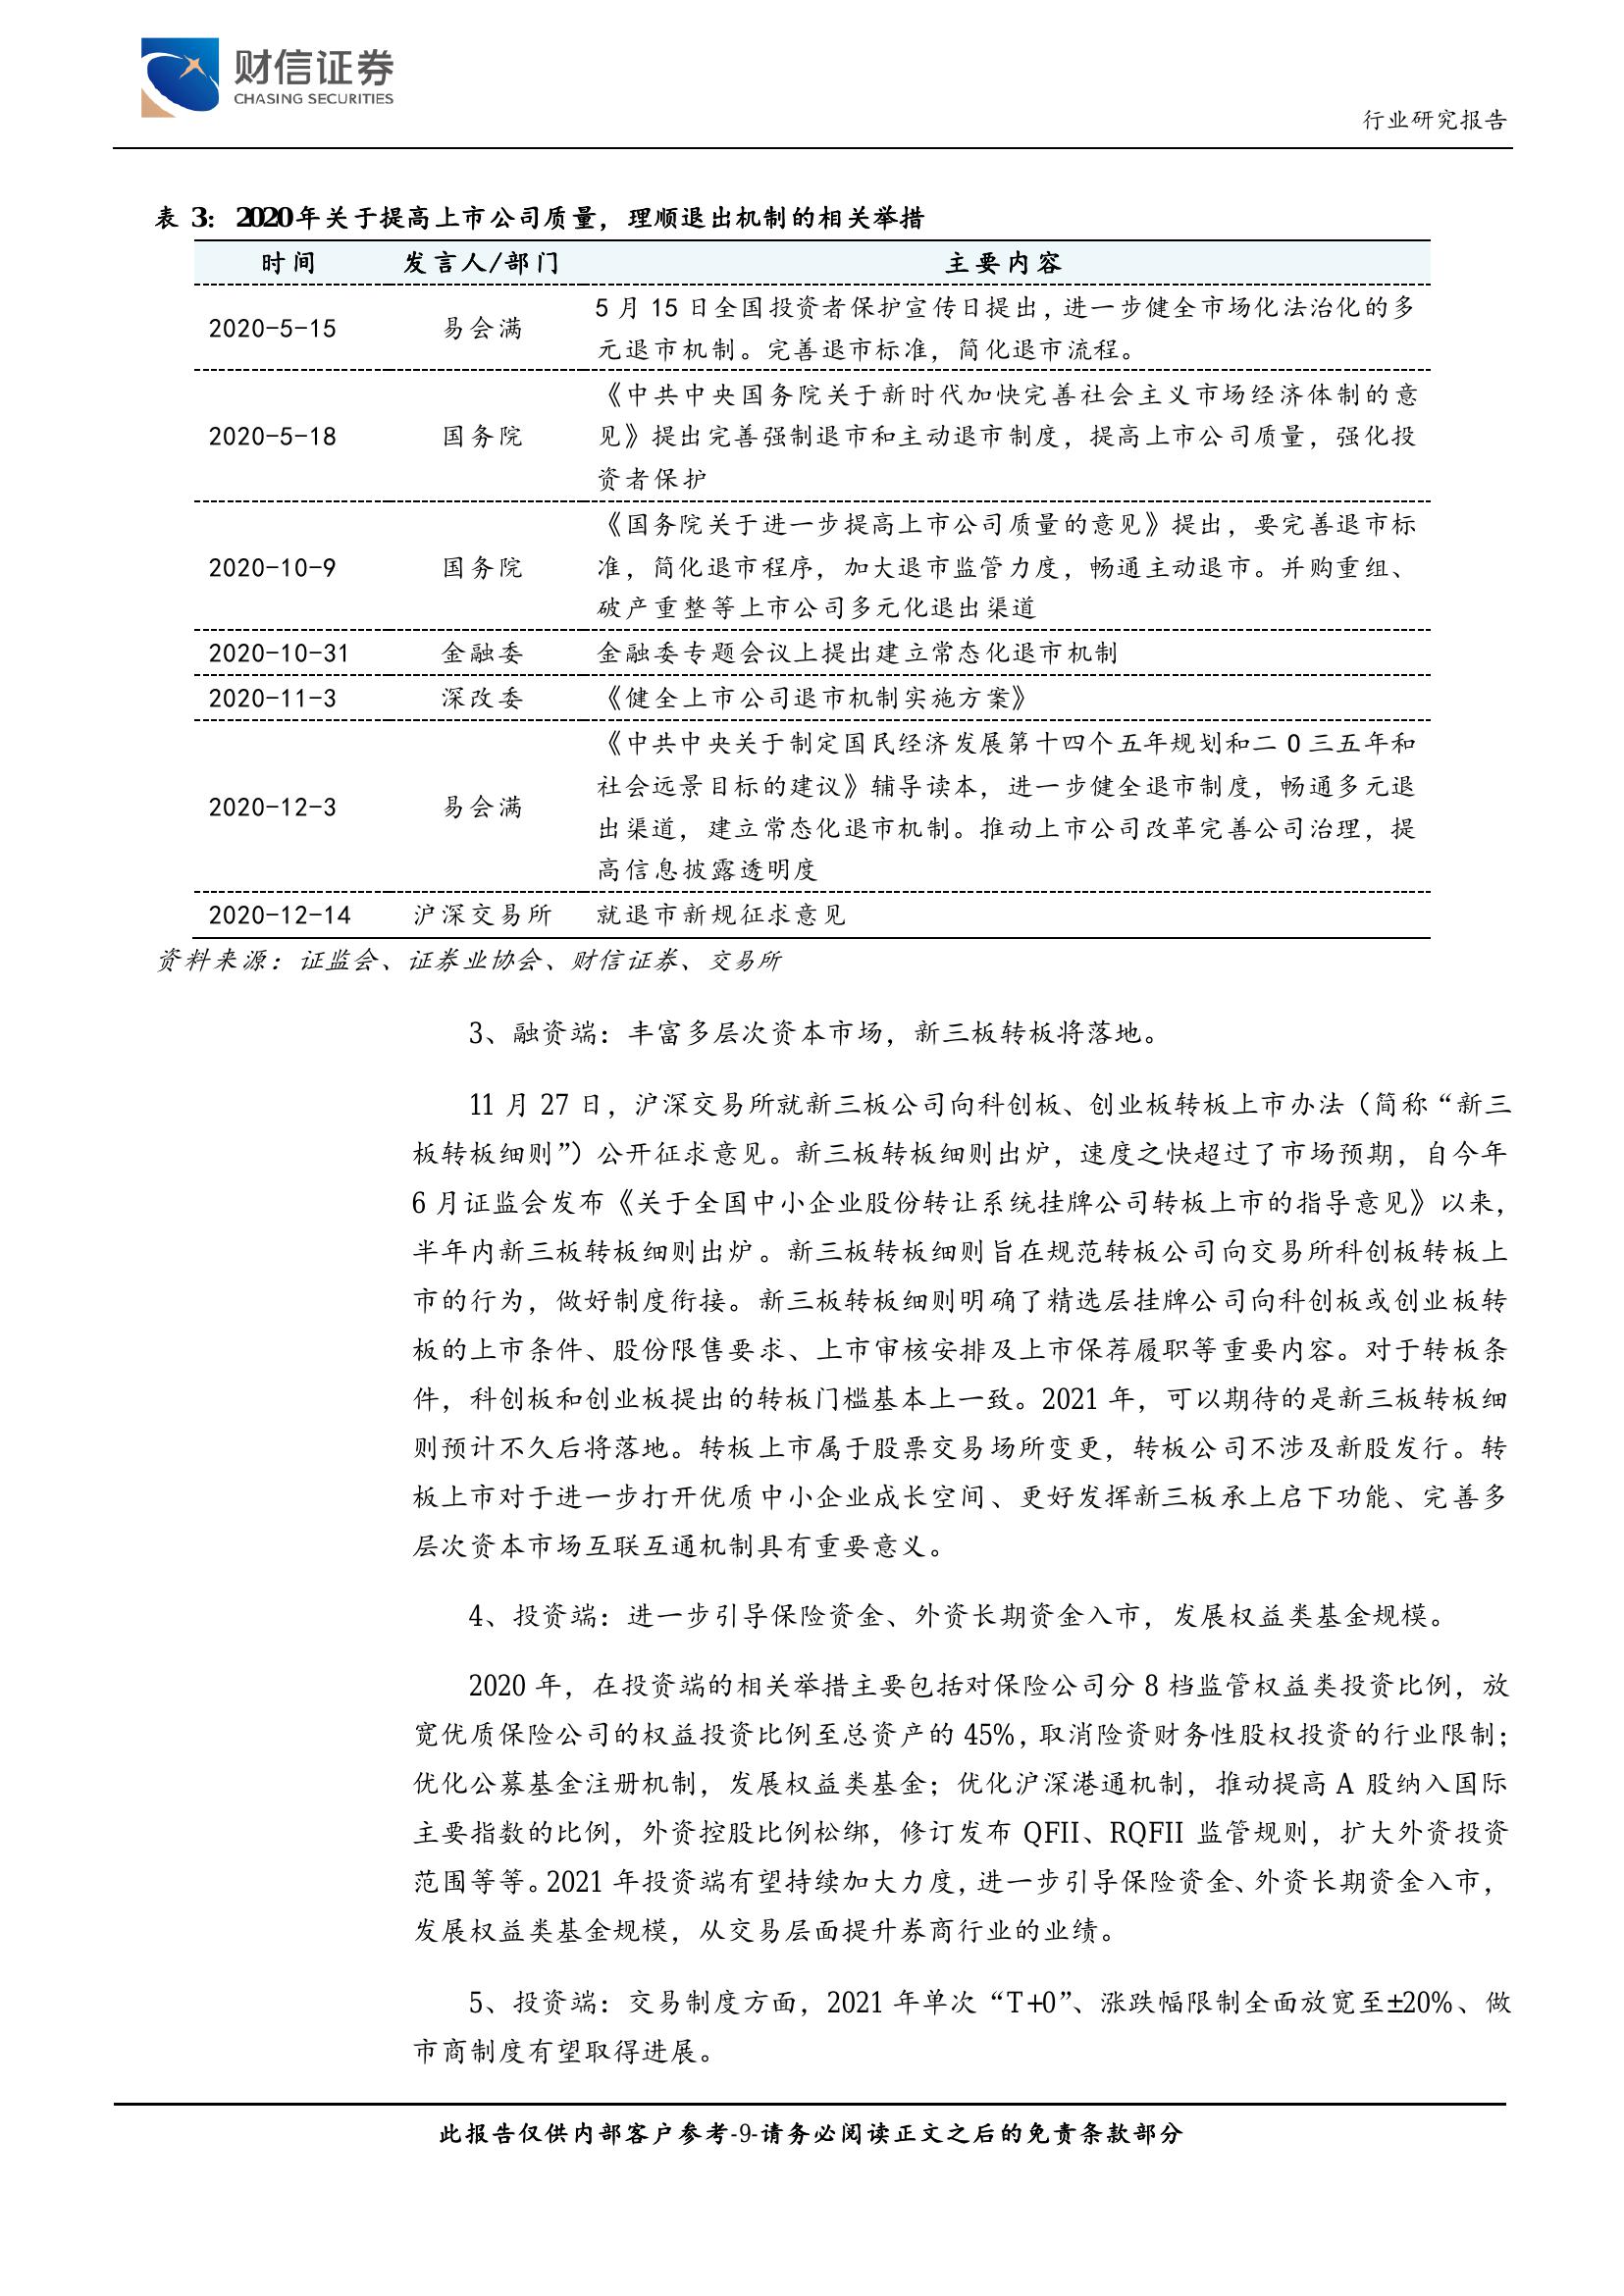 财信证券
CHASING SECURITIES
行业研究报告
表 3：2020年关于提高上市公司质量，理顺退出机制的相关举措
时间 发言人/部门 主要内容
2020-5-15 易会满 5 月 15 日全国投资者保护宣传日提出，进一步健全市场化法治化的多
元退市机制。完善退市标准，简化退市流程。
2020-5-18 国务院 《中共中央国务院关于新时代加快完善社会主义市场经济体制的意
见》提出完善强制退市和主动退市制度，提高上市公司质量，强化投
资者保护
2020-10-9 国务院 《国务院关于进一步提高上市公司质量的意见》提出，要完善退市标
准，简化退市程序，加大退市监管力度，畅通主动退市。并购重组、
破产重整等上市公司多元化退出渠道
2020-10-31 金融委 金融委专题会议上提出建立常态化退市机制
2020-11-3 深改委 《健全上市公司退市机制实施方案》
2020-12-3 易会满 《中共中央关于制定国民经济发展第十四个五年规划和二 0 三五年和
社会远景目标的建议》辅导读本，进一步健全退市制度，畅通多元退
出渠道，建立常态化退市机制。推动上市公司改革完善公司治理，提
高信息披露透明度
2020-12-14 沪深交易所 就退市新规征求意见
资料来源：证监会、证券业协会、财信证券、交易所
3、融资端：丰富多层次资本市场，新三板转板将落地。
11 月 27 日，沪深交易所就新三板公司向科创板、创业板转板上市办法（简称“新三
板转板细则”）公开征求意见。新三板转板细则出炉，速度之快超过了市场预期，自今年
6 月证监会发布《关于全国中小企业股份转让系统挂牌公司转板上市的指导意见》以来，
半年内新三板转板细则出炉。新三板转板细则旨在规范转板公司向交易所科创板转板上
市的行为，做好制度衔接。新三板转板细则明确了精选层挂牌公司向科创板或创业板转
板的上市条件、股份限售要求、上市审核安排及上市保荐履职等重要内容。对于转板条
件，科创板和创业板提出的转板门槛基本上一致。2021 年，可以期待的是新三板转板细
则预计不久后将落地。转板上市属于股票交易场所变更，转板公司不涉及新股发行。转
板上市对于进一步打开优质中小企业成长空间、更好发挥新三板承上启下功能、完善多
层次资本市场互联互通机制具有重要意义。
4、投资端：进一步引导保险资金、外资长期资金入市，发展权益类基金规模。
2020 年，在投资端的相关举措主要包括对保险公司分 8 档监管权益类投资比例，放
宽优质保险公司的权益投资比例至总资产的 45%，取消险资财务性股权投资的行业限制；
优化公募基金注册机制，发展权益类基金；优化沪深港通机制，推动提高 A 股纳入国际
主要指数的比例，外资控股比例松绑，修订发布 QFII、RQFII 监管规则，扩大外资投资
范围等等。2021 年投资端有望持续加大力度，进一步引导保险资金、外资长期资金入市，
发展权益类基金规模，从交易层面提升券商行业的业绩。
5、投资端：交易制度方面，2021 年单次“T+0”、涨跌幅限制全面放宽至±20%、做
市商制度有望取得进展。
此报告仅供内部客户参考-9-请务必阅读正文之后的免责条款部分